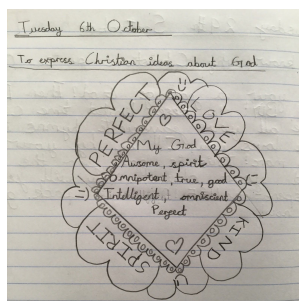 Tuesday 6th October
To express Christian ideas about God
PERFECT
LOVE
My God
Awsome, spirit
Omnipotent, true, good
Intelligent, omniscient
Perfect
SPIRIT
KIND